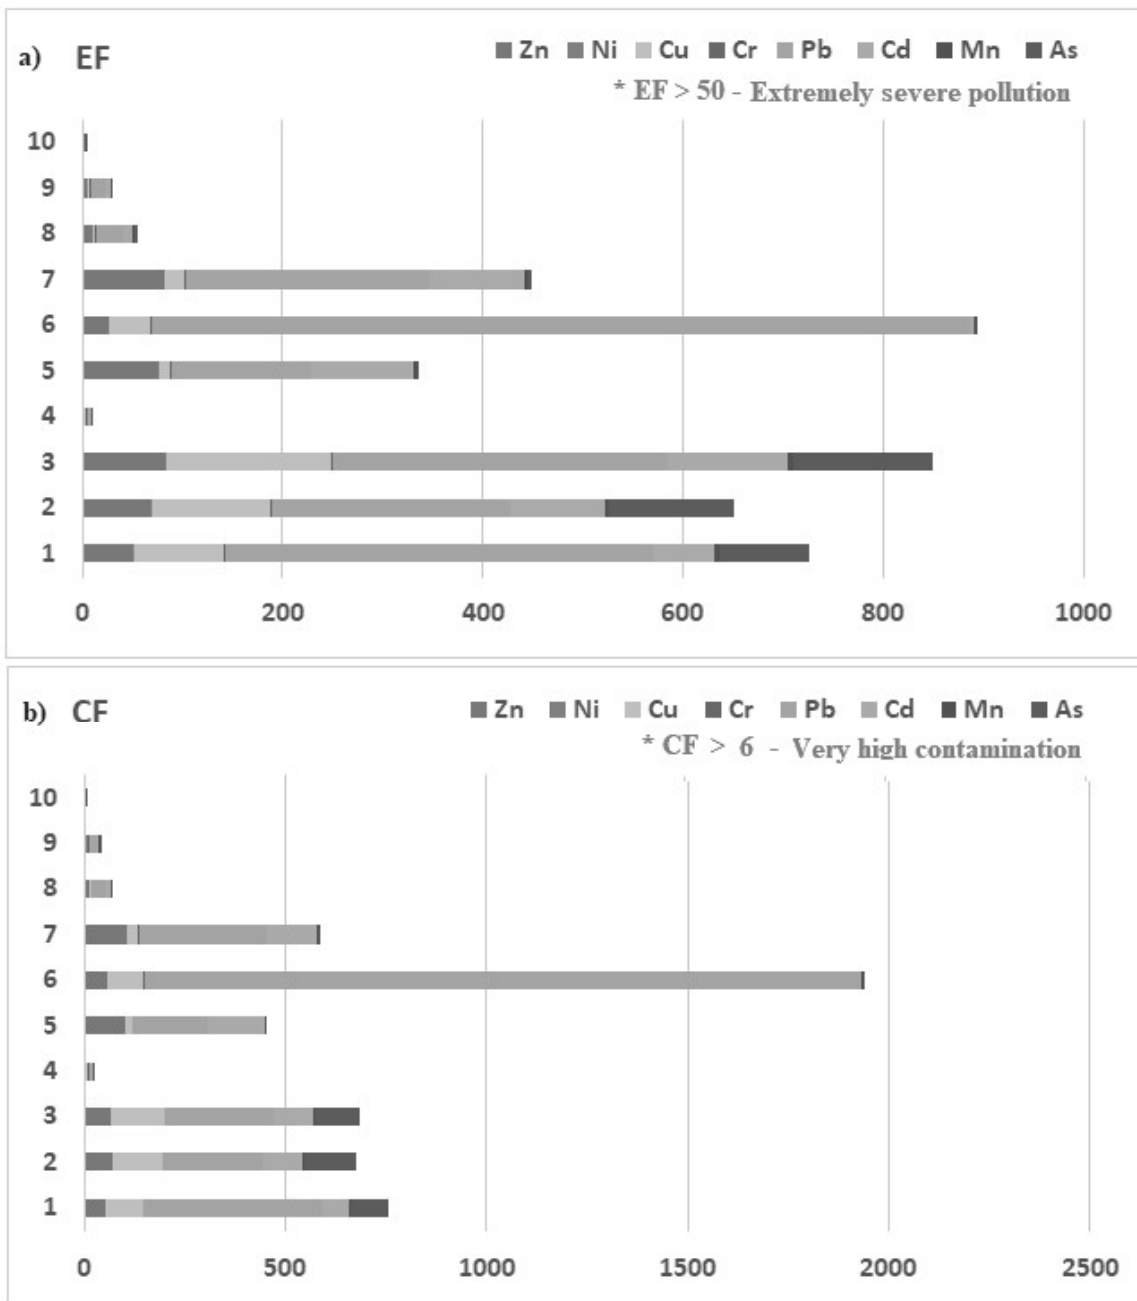 a) EF
Zn Ni Cu Cr Pb Cd Mn As
* EF > 50 - Extremely severe pollution
10
9
8
7
6
5
4
3
2
1
0 200 400 600 800 1000
b) CF
Zn Ni Cu Cr Pb Cd Mn As
* CF > 6 - Very high contamination
10
9
8
7
6
5
4
3
2
1
0 500 1000 1500 2000 2500